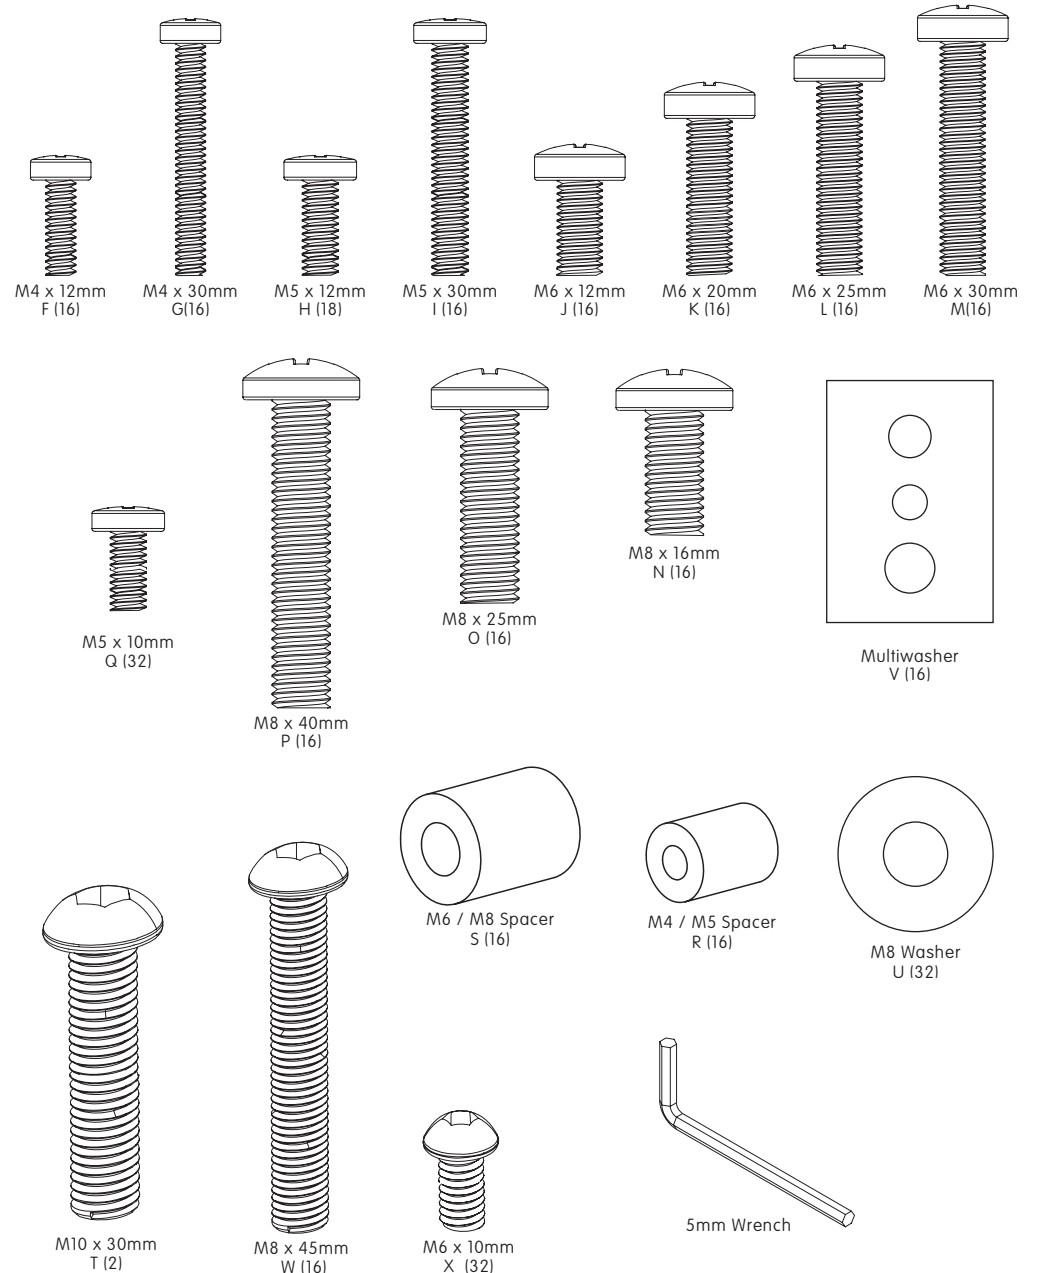 M4 x 12mm
F (16)
M4 x 30mm
G(16)
M5 x 12mm
H (18)
M5 x 30mm
I (16)
M6 x 12mm
J (16)
M6 x 20mm
K (16)
M6 x 25mm
L (16)
M6 x 30mm
M(16)
M5 x 10mm
Q (32)
M8 x 40mm
P (16)
M8 x 25mm
O (16)
M8 x 16mm
N (16)
Multiwasher
V (16)
M6 / M8 Spacer
S (16)
M4 / M5 Spacer
R (16)
M8 Washer
U (32)
M10 x 30mm
T (2)
M8 x 45mm
W (16)
M6 x 10mm
X (32)
5mm Wrench